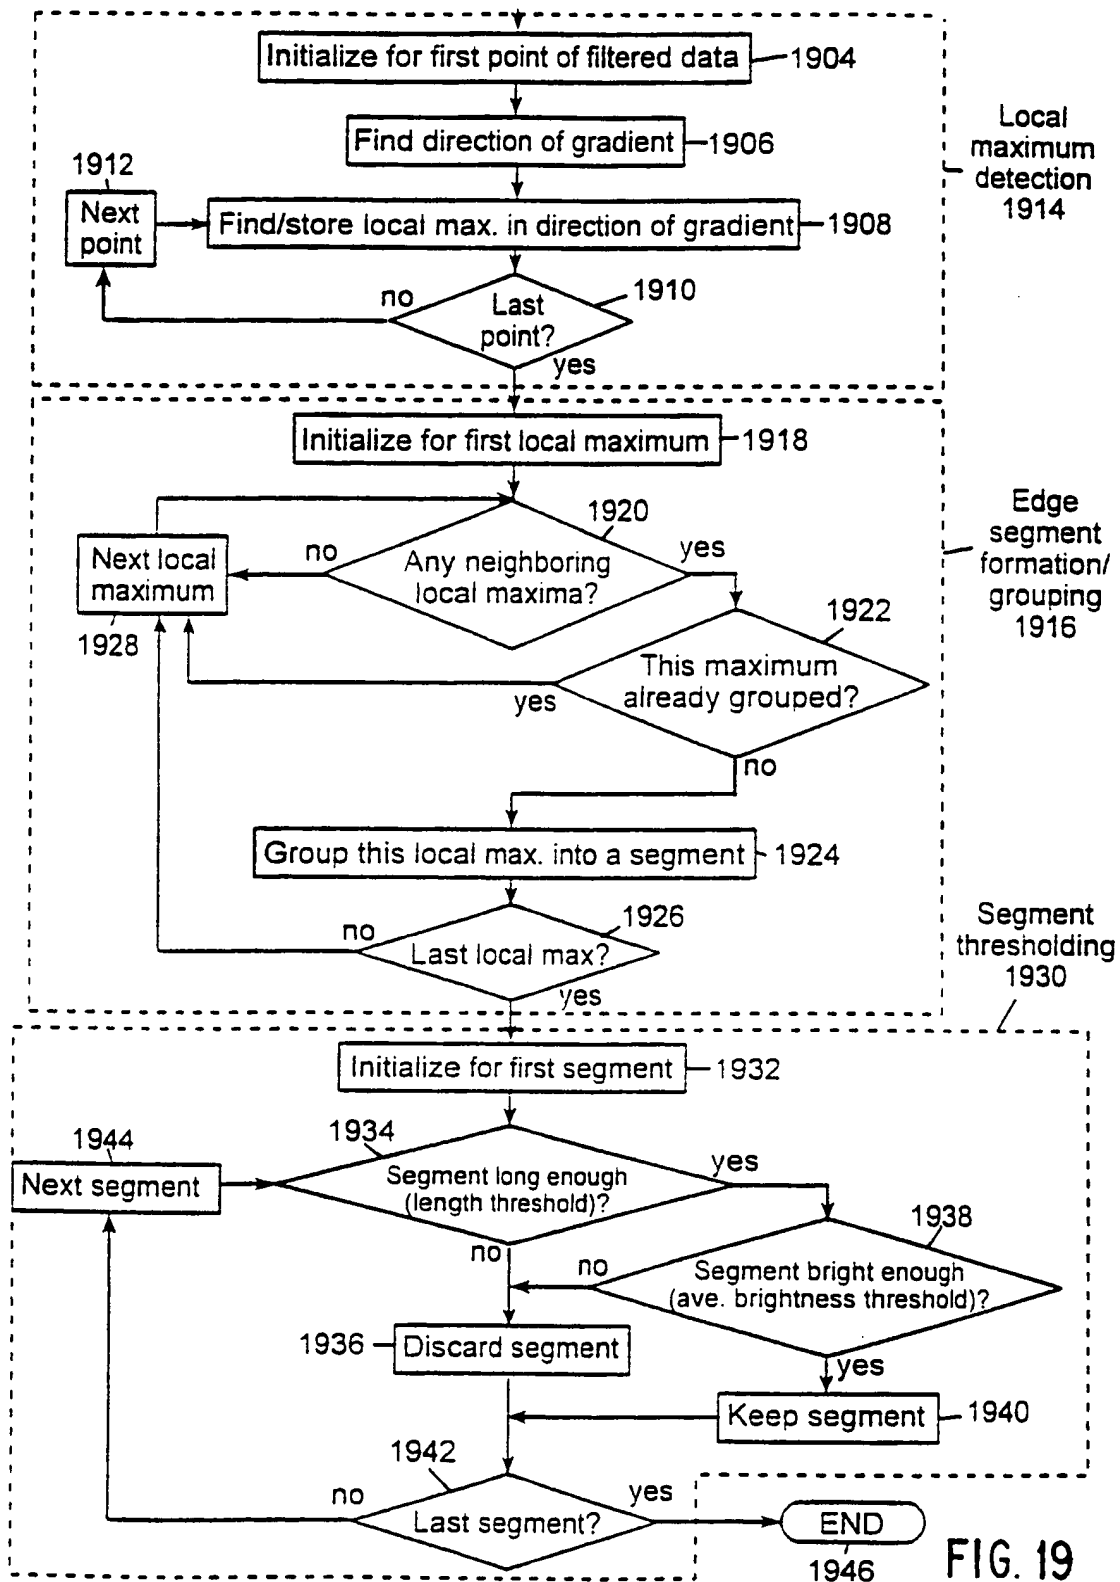 Initialize for first point of filtered data
1904
Find direction of gradient
1906
Local
maximum
detection
1914
1912
Next
point
Find/store local max. in direction of gradient
1908
no
Last
point?
1910
yes
Initialize for first local maximum
1918
Edge
segment
formation/
grouping
1916
1920
Next local
maximum
1928
no
Any neighboring
local maxima?
yes
1922
This maximum
already grouped?
yes
no
Group this local max. into a segment
1924
1926
no
Last local max?
yes
Segment
thresholding
1930
Initialize for first segment
1932
1944
Next segment
1934
Segment long enough
(length threshold)?
yes
no
1938
no
Segment bright enough
(ave. brightness threshold)?
yes
1936
Discard segment
Keep segment
1940
1942
no
Last segment?
yes
END
1946
FIG. 19